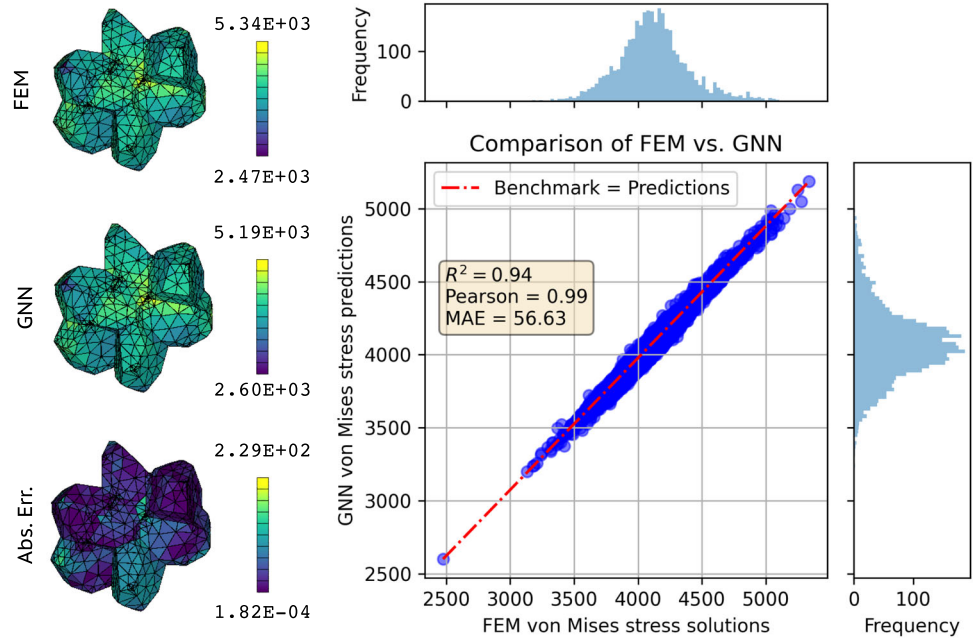 FEM
5.34E+03
2.47E+03
GNN
5.19E+03
2.60E+03
Abs. Err.
2.29E+02
1.82E-04
Frequency
100
0
Comparison of FEM vs. GNN
Benchmark = Predictions
R² = 0.94
Pearson = 0.99
MAE = 56.63
GNN von Mises stress predictions
5000
4500
4000
3500
3000
2500
2500 3000 3500 4000 4500 5000
FEM von Mises stress solutions
0 100
Frequency